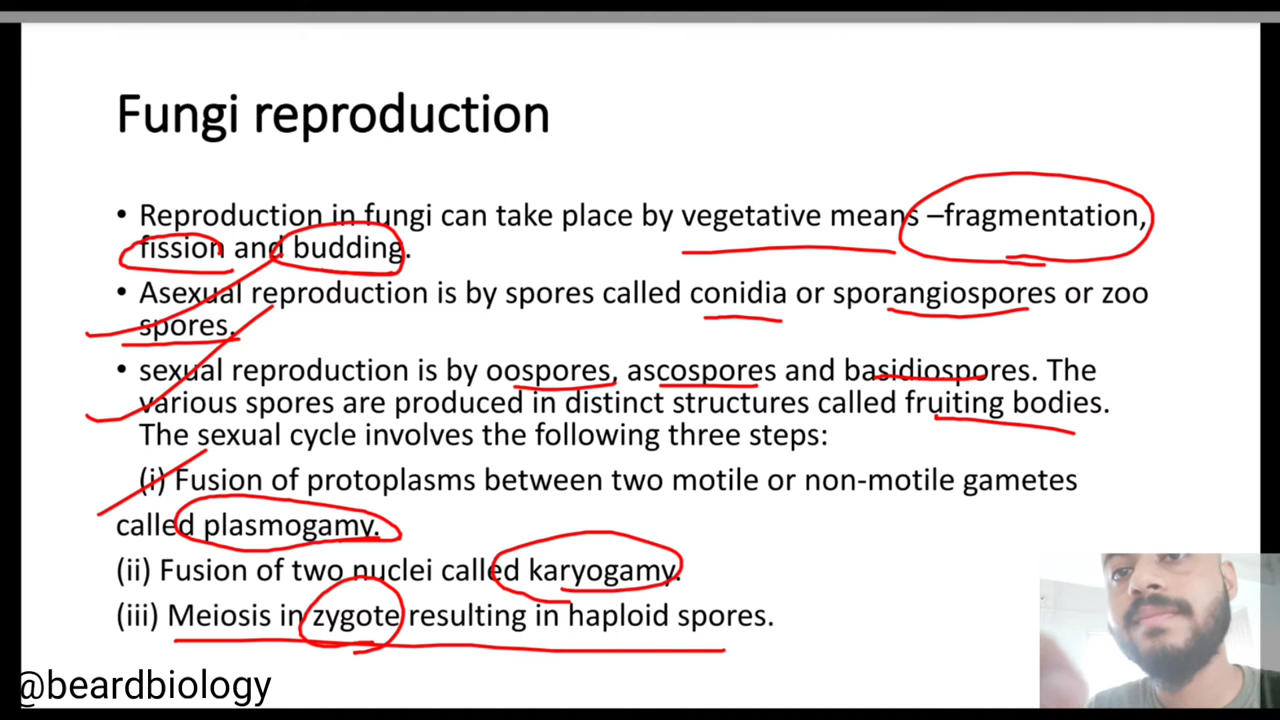 Fungi reproduction
• Reproduction in fungi can take place by vegetative means –fragmentation,
fission and budding.
• Asexual reproduction is by spores called conidia or sporangiospores or zoo
spores.
• sexual reproduction is by oospores, ascospores and basidiospores. The
various spores are produced in distinct structures called fruiting bodies.
The sexual cycle involves the following three steps:
(i) Fusion of protoplasms between two motile or non-motile gametes
called plasmogamy.
(ii) Fusion of two nuclei called karyogamy.
(iii) Meiosis in zygote resulting in haploid spores.
@beardbiology